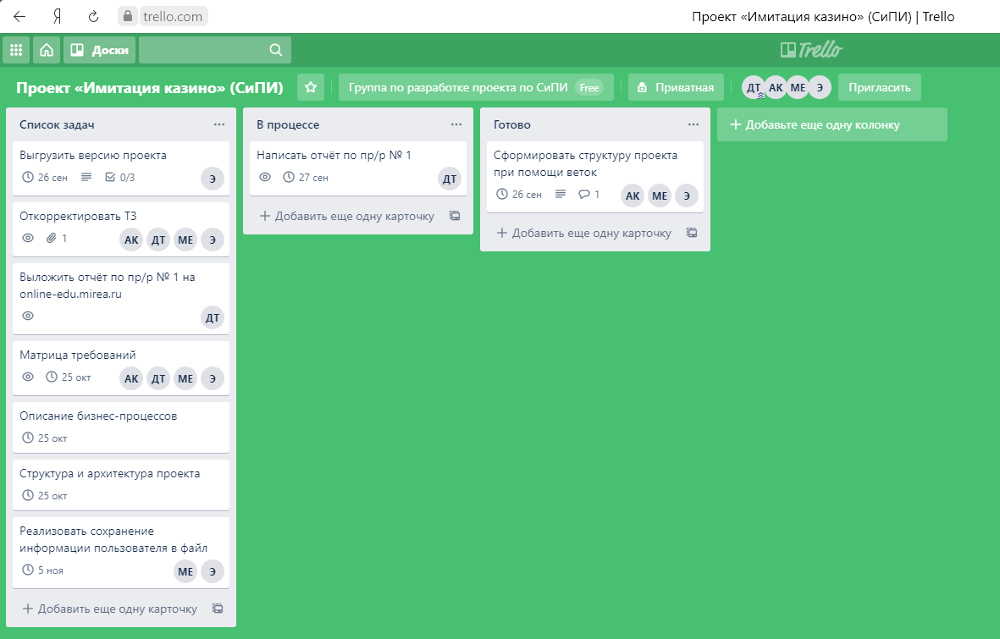 Я trello.com Проект «Имитация казино» (СиПИ) | Trello
Доски Trello
Проект «Имитация казино» (СиПИ) Группа по разработке проекта по СиПИ Free Приватная ДТ АК МЕ Э Пригласить
Список задач
Выгрузить версию проекта
26 сен 0/3 Э
Откорректировать ТЗ
1 АК ДТ МЕ Э
Выложить отчёт по пр/р № 1 на
online-edu.mirea.ru
ДТ
Матрица требований
25 окт АК ДТ МЕ Э
Описание бизнес-процессов
25 окт
Структура и архитектура проекта
25 окт
Реализовать сохранение
информации пользователя в файл
5 ноя МЕ Э
Добавить еще одну карточку
В процессе
Написать отчёт по пр/р № 1
27 сен ДТ
Добавить еще одну карточку
Готово
Сформировать структуру проекта
при помощи веток
26 сен 1 АК МЕ Э
Добавить еще одну карточку
Добавьте еще одну колонку